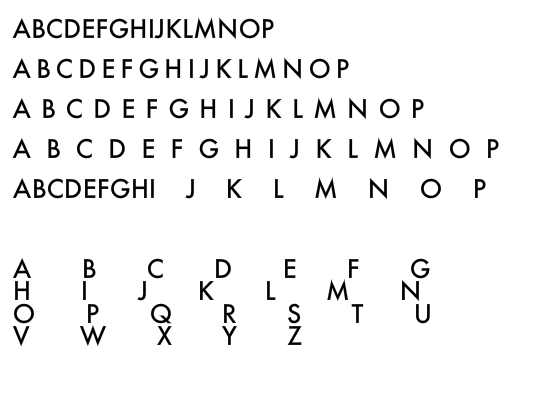 ABCDEFGHIJKLMNOP
A B C D E F G H I J K L M N O P
A B C D E F G H I J K L M N O P
A B C D E F G H I J K L M N O P
ABCDEFGHI J K L M N O P
A B C D E F G
H I J K L M N
O P Q R S T U
V W X Y Z